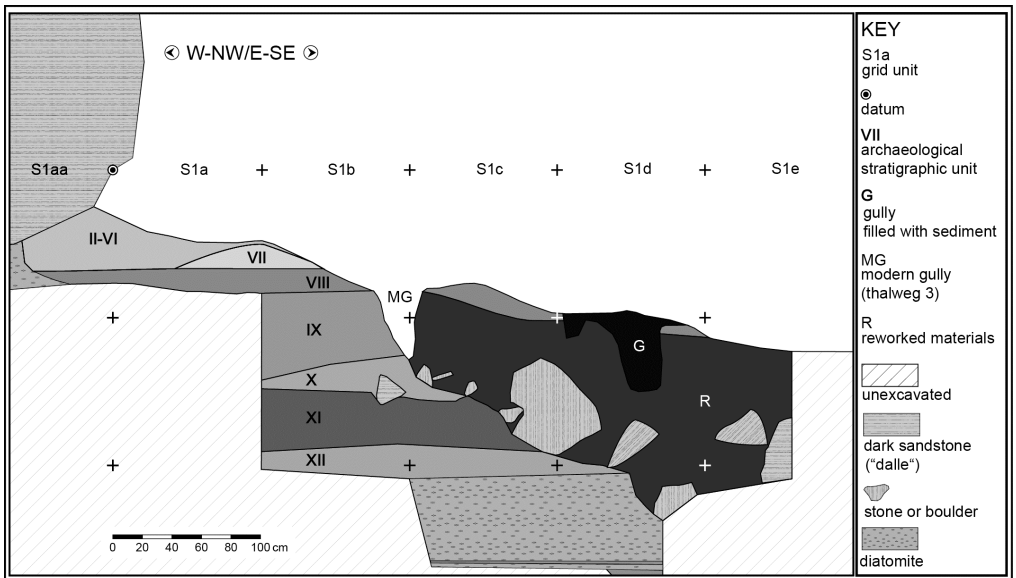 W-NW/E-SE
S1aa
S1a
S1b
S1c
S1d
S1e
II-VI
VII
VIII
MG
IX
G
X
R
XI
XII
0 20 40 60 80 100 cm
KEY
S1a
grid unit
datum
VII
archaeological
stratigraphic unit
G
gully
filled with sediment
MG
modern gully
(thalweg 3)
R
reworked materials
unexcavated
dark sandstone
(“dalle“)
stone or boulder
diatomite